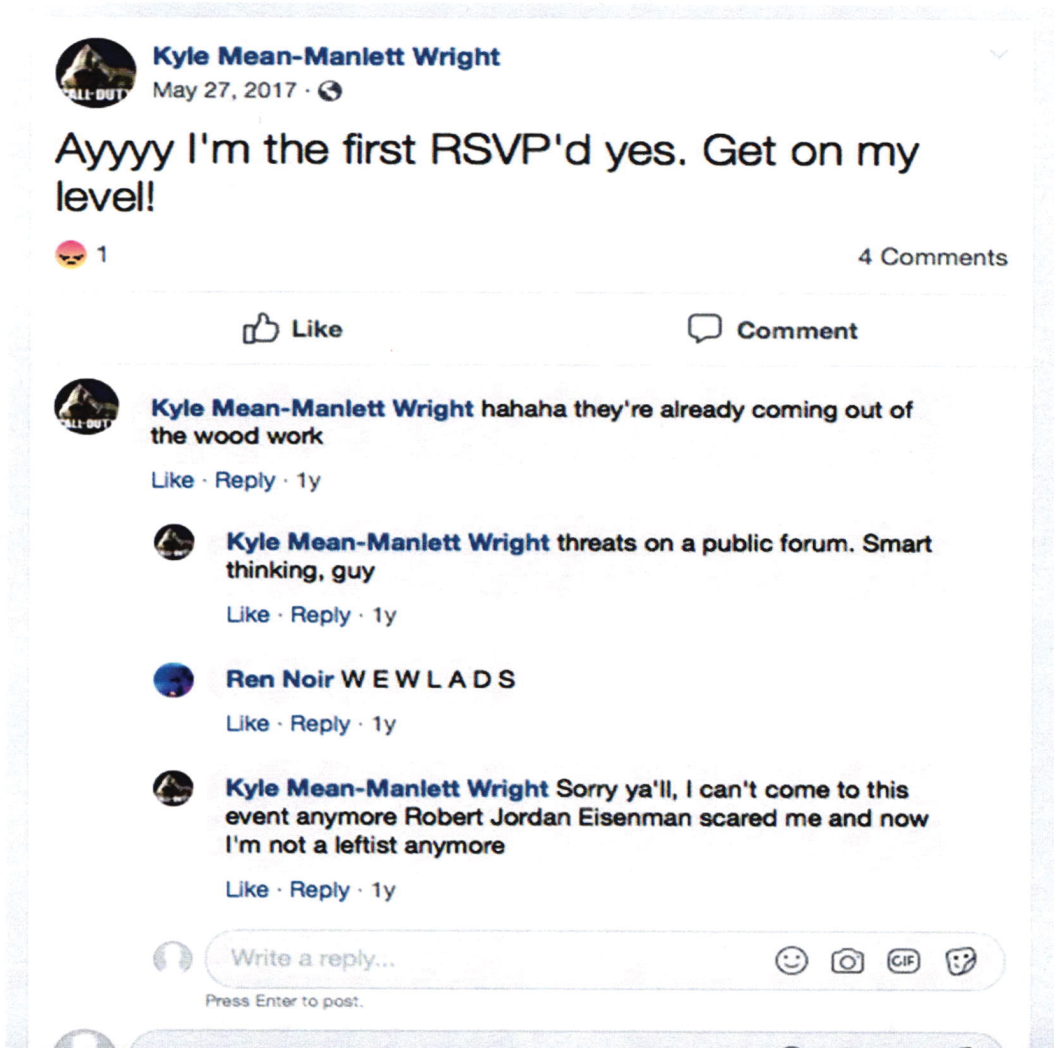 Kyle Mean-Manlett Wright
May 27, 2017 ·
Ayyyy I'm the first RSVP'd yes. Get on my
level!
1
4 Comments
Like
Comment
Kyle Mean-Manlett Wright hahaha they're already coming out of
the wood work
Like · Reply · 1y
Kyle Mean-Manlett Wright threats on a public forum. Smart
thinking, guy
Like · Reply · 1y
Ren Noir W E W L A D S
Like · Reply · 1y
Kyle Mean-Manlett Wright Sorry ya'll, I can't come to this
event anymore Robert Jordan Eisenman scared me and now
I'm not a leftist anymore
Like · Reply · 1y
Write a reply...
GIF
Press Enter to post.